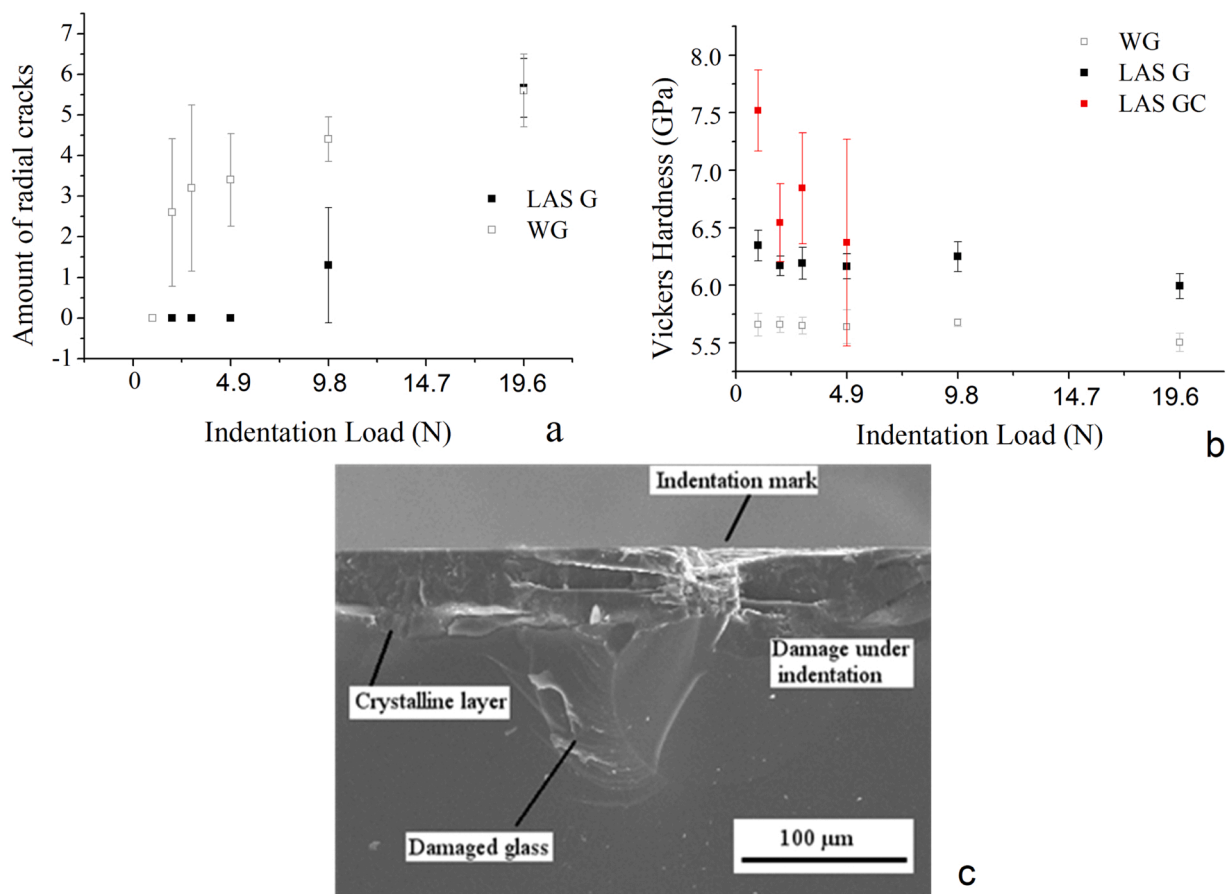 7
6
5
4
3
2
1
0
-1
Amount of radial cracks
LAS G
WG
0
4.9
9.8
14.7
19.6
Indentation Load (N)
a
8.0
7.5
7.0
6.5
6.0
5.5
Vickers Hardness (GPa)
WG
LAS G
LAS GC
0
4.9
9.8
14.7
19.6
Indentation Load (N)
b
Indentation mark
Damage under
indentation
Crystalline layer
Damaged glass
100 µm
c